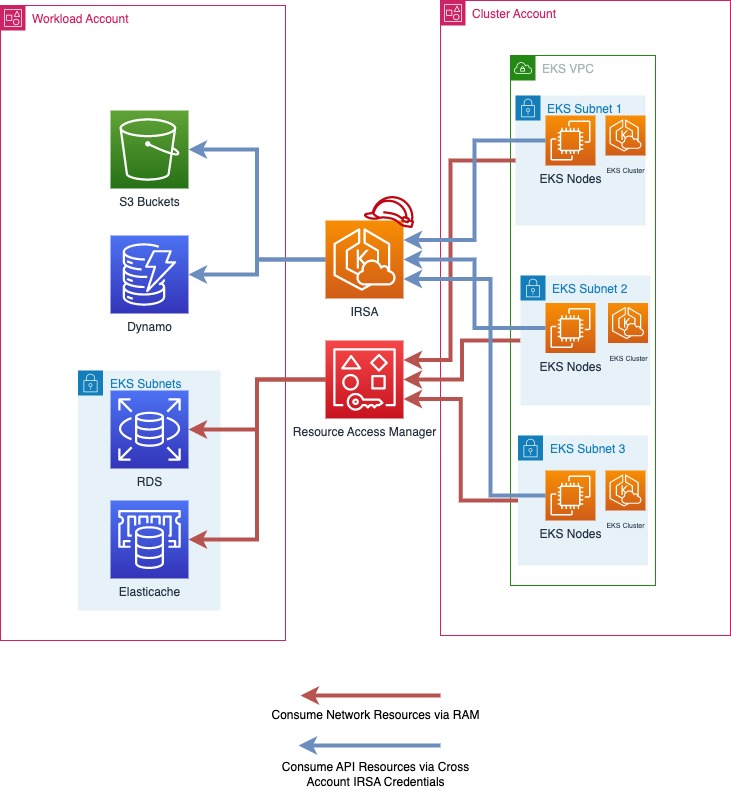 Workload Account
Cluster Account
EKS VPC
EKS Subnet 1
EKS Nodes
EKS Cluster
S3 Buckets
IRSA
EKS Subnet 2
EKS Nodes
EKS Cluster
Dynamo
Resource Access Manager
EKS Subnets
RDS
EKS Subnet 3
EKS Nodes
EKS Cluster
Elasticache
Consume Network Resources via RAM
Consume API Resources via Cross
Account IRSA Credentials